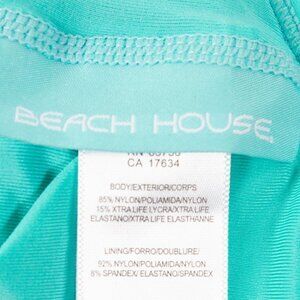 BEACH HOUSE
CA 17634
BODY/EXTERIOR/CORPS
85% NYLON/POLIAMIDA/NYLON
15% XTRA LIFE LYCRA/XTRA LIFE
ELASTANO/XTRA LIFE ELASTHANNE
LINING/FORRO/DOUBLURE/
92% NYLON/POLIAMIDA/NYLON
8% SPANDEX/ ELASTANO/SPANDEX